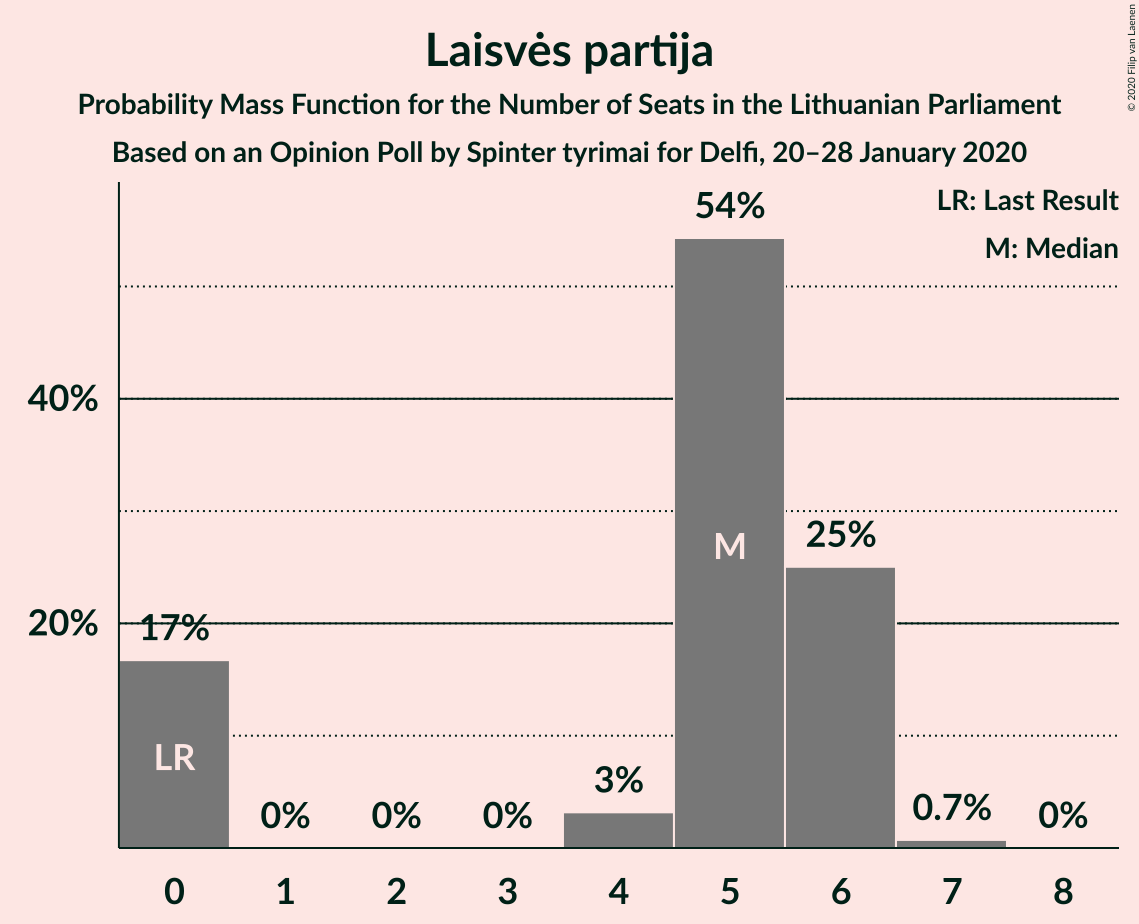 Laisvės partija
Probability Mass Function for the Number of Seats in the Lithuanian Parliament
Based on an Opinion Poll by Spinter tyrimai for Delfi, 20–28 January 2020
© 2020 Filip van Laenen
LR: Last Result
M: Median
54%
40%
25%
20%
17%
M
LR
3%
0%
0%
0%
0.7%
0%
0 1 2 3 4 5 6 7 8